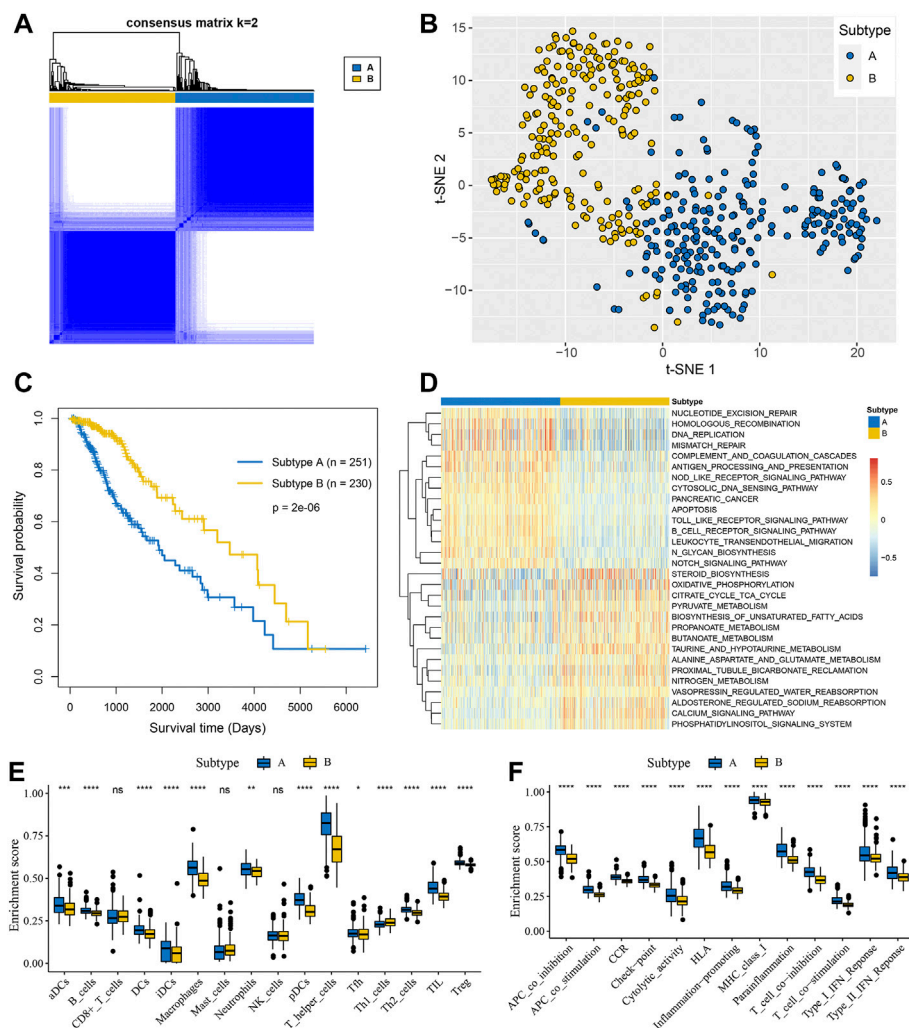 A
consensus matrix k=2
A
B
B
Subtype
A
B
15
10
5
0
−5
−10
t-SNE 2
−10
0
10
20
t-SNE 1
C
1.0
0.8
0.6
0.4
0.2
0.0
Survival probability
Subtype A (n = 251)
Subtype B (n = 230)
p = 2e-06
0
1000
2000
3000
4000
5000
6000
Survival time (Days)
D
Subtype
NUCLEOTIDE_EXCISION_REPAIR
HOMOLOGOUS_RECOMBINATION
DNA_REPLICATION
MISMATCH_REPAIR
COMPLEMENT_AND_COAGULATION_CASCADES
ANTIGEN_PROCESSING_AND_PRESENTATION
NOD_LIKE_RECEPTOR_SIGNALING_PATHWAY
CYTOSOLIC_DNA_SENSING_PATHWAY
PANCREATIC_CANCER
APOPTOSIS
TOLL_LIKE_RECEPTOR_SIGNALING_PATHWAY
B_CELL_RECEPTOR_SIGNALING_PATHWAY
LEUKOCYTE_TRANSENDOTHELIAL_MIGRATION
N_GLYCAN_BIOSYNTHESIS
NOTCH_SIGNALING_PATHWAY
STEROID_BIOSYNTHESIS
OXIDATIVE_PHOSPHORYLATION
CITRATE_CYCLE_TCA_CYCLE
PYRUVATE_METABOLISM
BIOSYNTHESIS_OF_UNSATURATED_FATTY_ACIDS
PROPANOATE_METABOLISM
BUTANOATE_METABOLISM
TAURINE_AND_HYPOTAURINE_METABOLISM
ALANINE_ASPARTATE_AND_GLUTAMATE_METABOLISM
PROXIMAL_TUBULE_BICARBONATE_RECLAMATION
NITROGEN_METABOLISM
VASOPRESSIN_REGULATED_WATER_REABSORPTION
ALDOSTERONE_REGULATED_SODIUM_REABSORPTION
CALCIUM_SIGNALING_PATHWAY
PHOSPHATIDYLINOSITOL_SIGNALING_SYSTEM
Subtype
A
B
0.5
0
−0.5
E
Subtype A B
*** **** ns **** **** **** ns ** ns **** **** * **** **** **** ****
1.00
0.75
0.50
0.25
0.00
Enrichment score
aDCs
B_cells
CD8+_T_cells
DCs
iDCs
Macrophages
Mast_cells
Neutrophils
NK_cells
pDCs
T_helper_cells
Tfh
Th1_cells
Th2_cells
TIL
Treg
F
Subtype A B
**** **** **** **** **** **** **** **** **** **** **** **** ****
1.00
0.75
0.50
0.25
0.00
Enrichment score
APC_co_inhibition
APC_co_stimulation
CCR
Check−point
Cytolytic_activity
HLA
Inflammation−promoting
MHC_class_I
Parainflammation
T_cell_co−inhibition
T_cell_co−stimulation
Type_I_IFN_Reponse
Type_II_IFN_Reponse